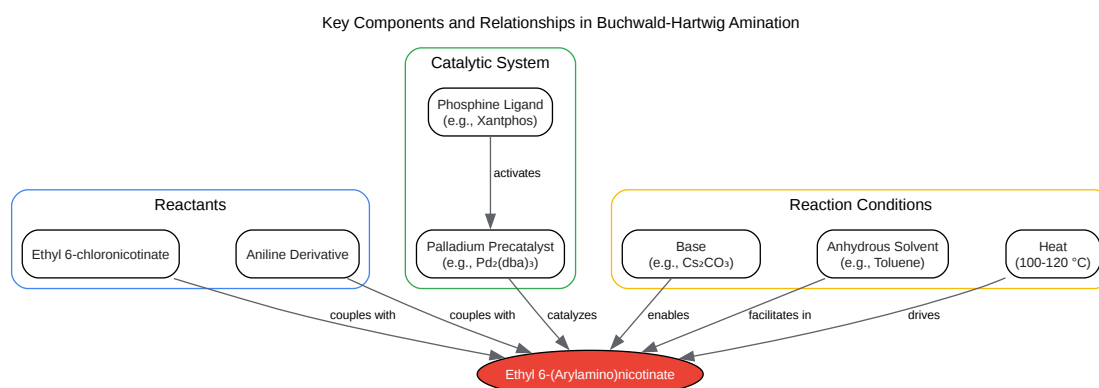 Key Components and Relationships in Buchwald-Hartwig Amination
Catalytic System
Phosphine Ligand
(e.g., Xantphos)
activates
Reactants
Reaction Conditions
Ethyl 6-chloronicotinate
Aniline Derivative
Palladium Precatalyst
(e.g., Pd₂(dba)₃)
Base
(e.g., Cs₂CO₃)
Anhydrous Solvent
(e.g., Toluene)
Heat
(100-120 °C)
couples with
couples with
catalyzes
enables
facilitates in
drives
Ethyl 6-(Arylamino)nicotinate